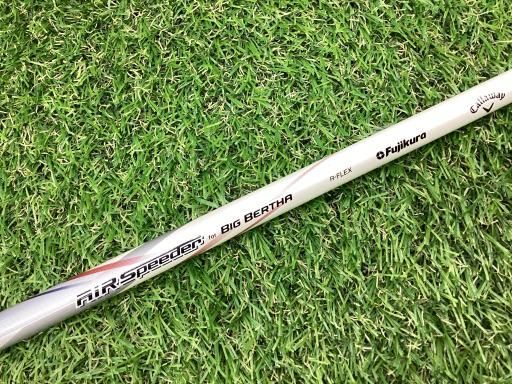 AiR Speeder for BIG BERTHA R-FLEX Fujikura Callaway